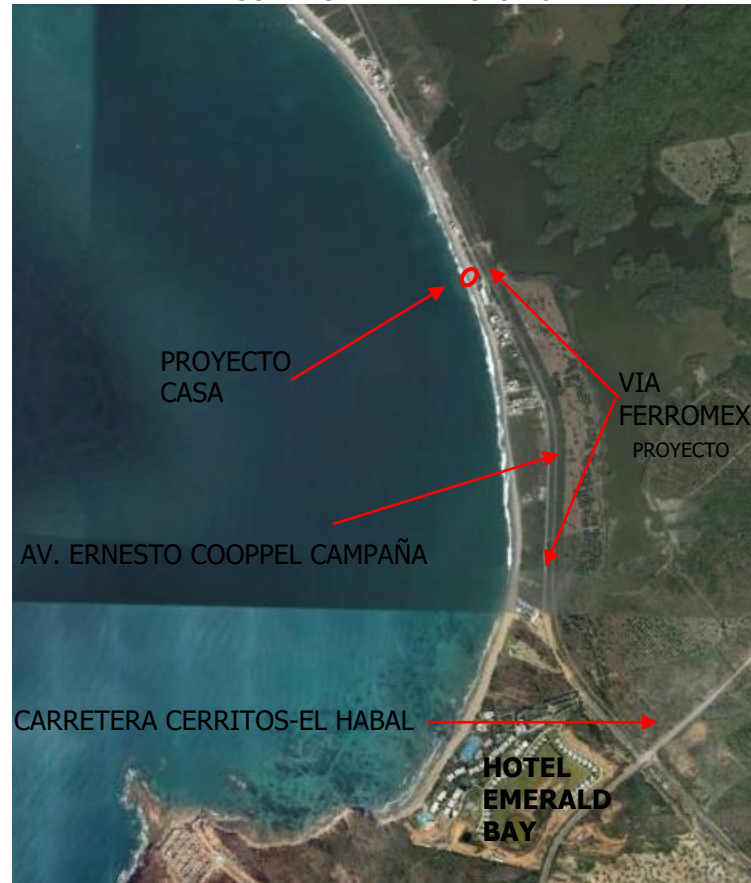 PROYECTO
CASA
VIA
FERROMEX
PROYECTO
AV. ERNESTO COOPPEL CAMPAÑA
CARRETERA CERRITOS-EL HABAL
HOTEL
EMERALD
BAY